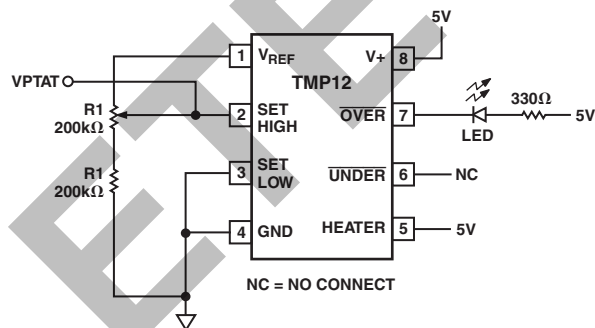 5V
1
VREF
V+
8
TMP12
VPTAT
R1
200kΩ
2
SET
HIGH
OVER
7
LED
330Ω
5V
R1
200kΩ
3
SET
LOW
UNDER
6
NC
4
GND
HEATER
5
5V
NC = NO CONNECT